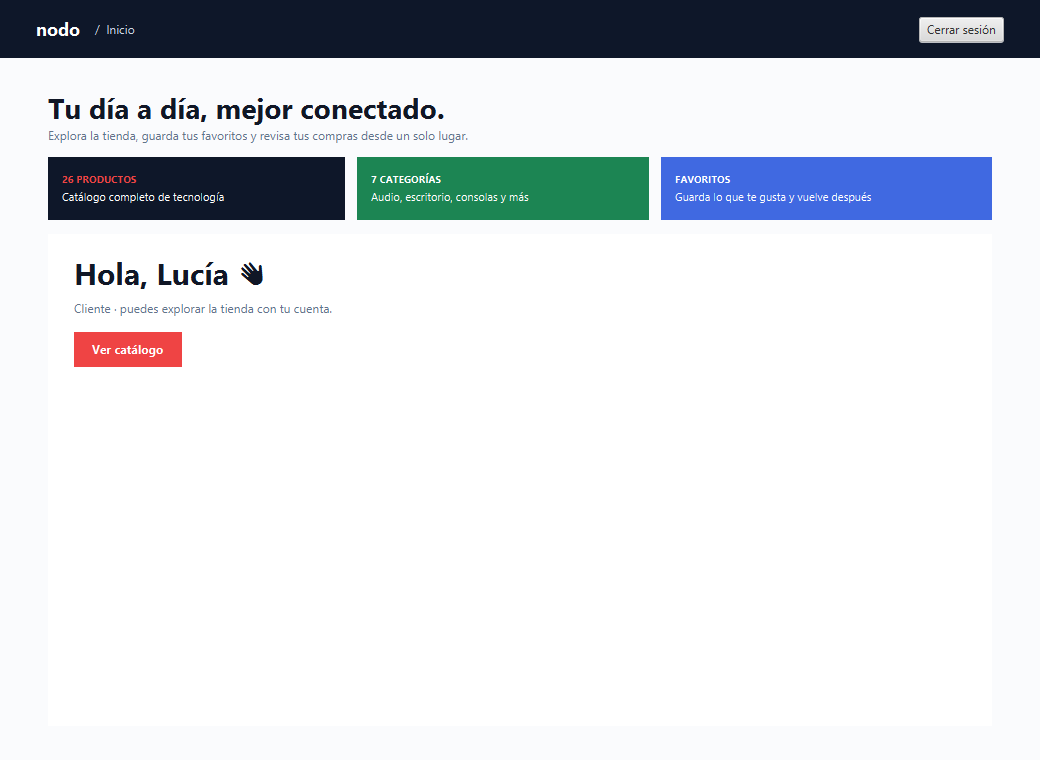 nodo / Inicio
Cerrar sesión
Tu día a día, mejor conectado.
Explora la tienda, guarda tus favoritos y revisa tus compras desde un solo lugar.
26 PRODUCTOS
Catálogo completo de tecnología
7 CATEGORÍAS
Audio, escritorio, consolas y más
FAVORITOS
Guarda lo que te gusta y vuelve después
Hola, Lucía 👋
Cliente · puedes explorar la tienda con tu cuenta.
Ver catálogo